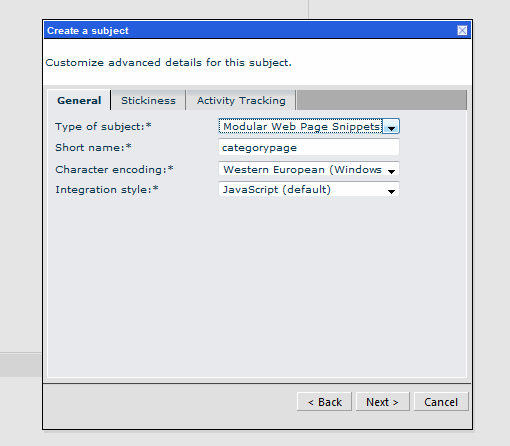 Create a subject
Customize advanced details for this subject.
General Stickiness Activity Tracking
Type of subject:* Modular Web Page Snippets
Short name:* categorypage
Character encoding:* Western European (Windows
Integration style:* JavaScript (default)
< Back Next > Cancel